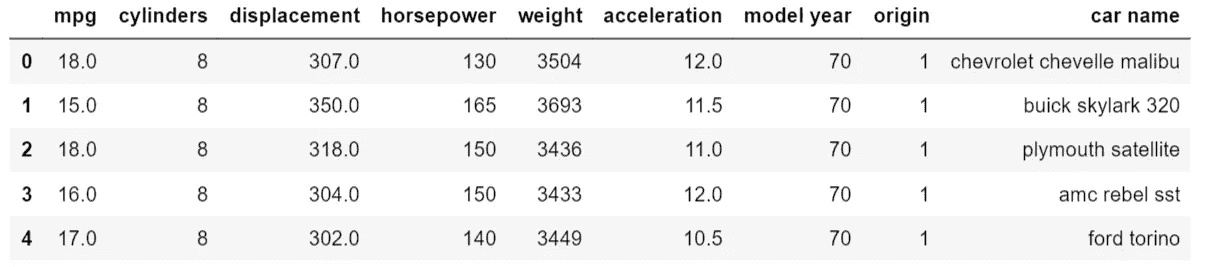 mpg cylinders displacement horsepower weight acceleration model year origin car name
0 18.0 8 307.0 130 3504 12.0 70 1 chevrolet chevelle malibu
1 15.0 8 350.0 165 3693 11.5 70 1 buick skylark 320
2 18.0 8 318.0 150 3436 11.0 70 1 plymouth satellite
3 16.0 8 304.0 150 3433 12.0 70 1 amc rebel sst
4 17.0 8 302.0 140 3449 10.5 70 1 ford torino